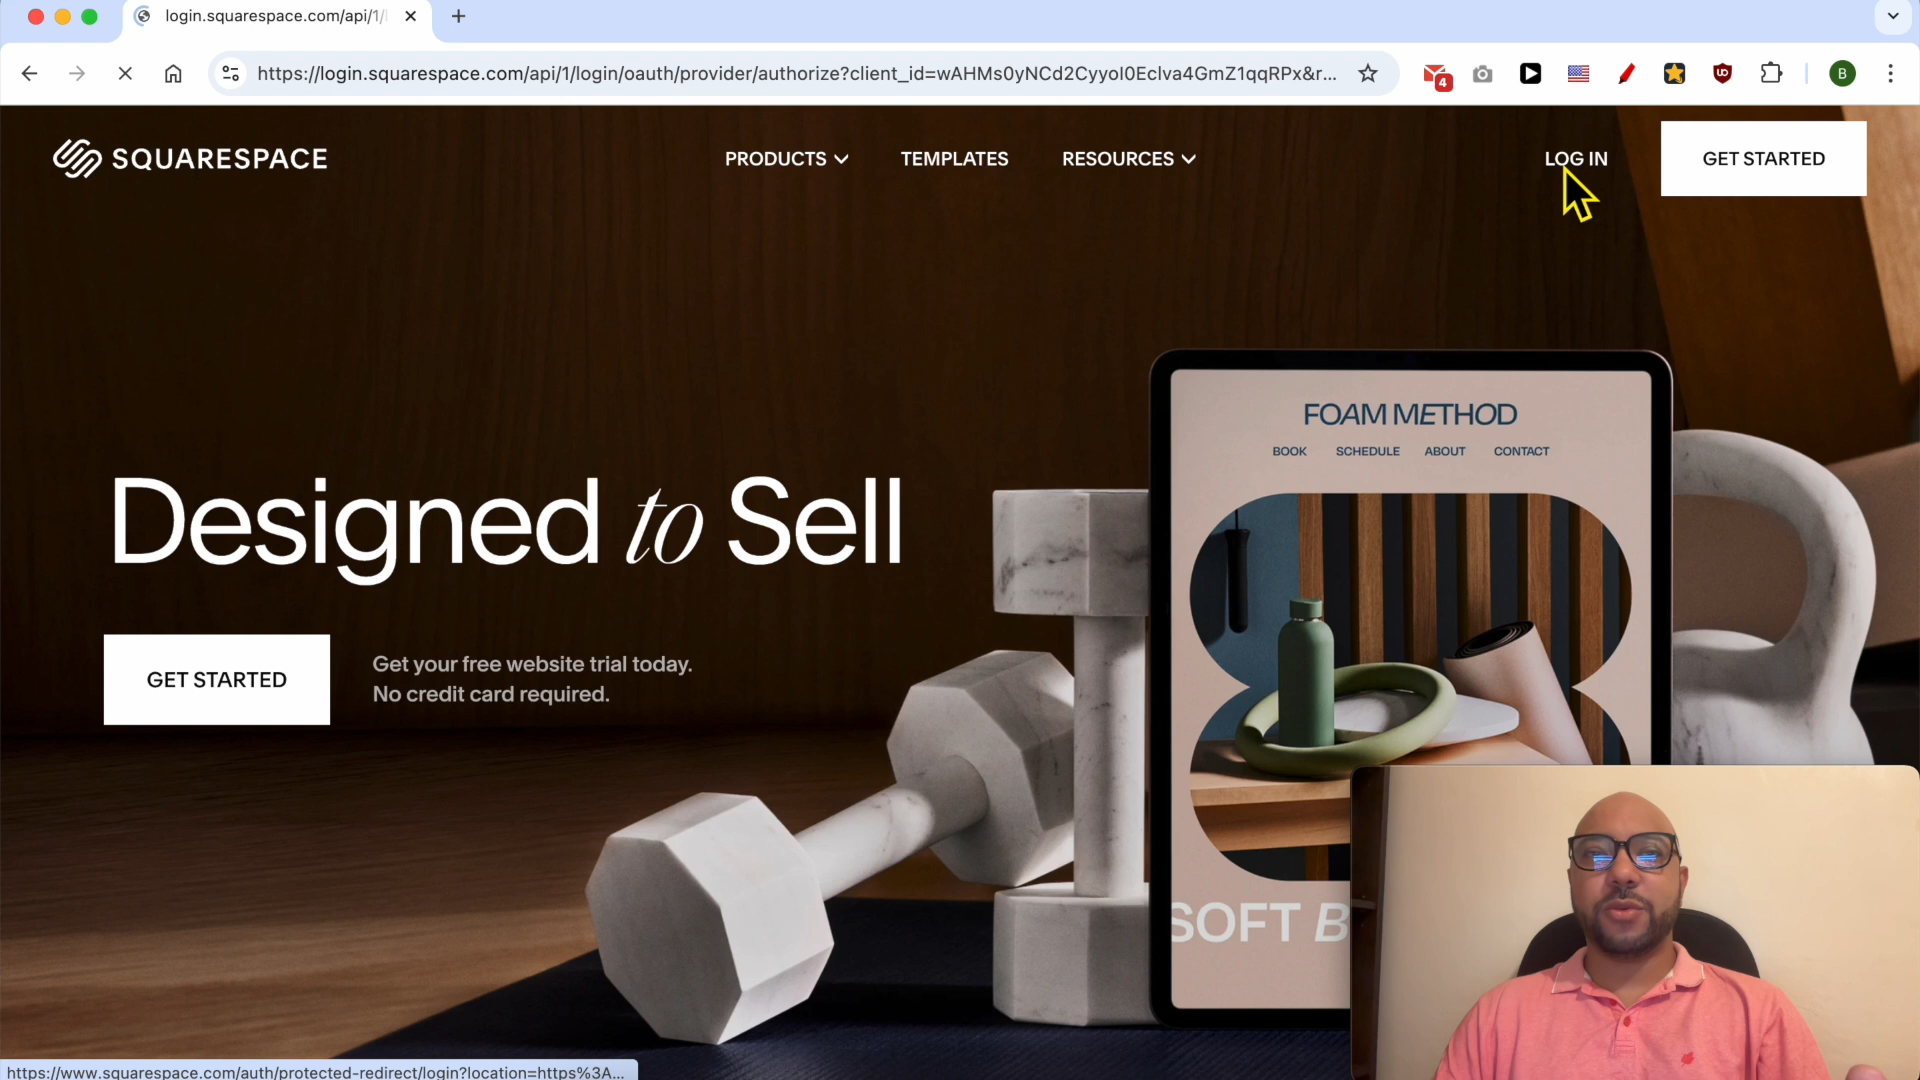 login.squarespace.com/api/1/
https://login.squarespace.com/api/1/login/oauth/provider/authorize?client_id=wAHMs0yNCd2CyyoI0Eclva4GmZ1qqRPx&r...
4
B
SQUARESPACE
PRODUCTS
TEMPLATES
RESOURCES
LOG IN
GET STARTED
FOAM METHOD
BOOK SCHEDULE ABOUT CONTACT
Designed to Sell
GET STARTED
Get your free website trial today.
No credit card required.
SOFT B
https://www.squarespace.com/auth/protected-redirect/login?location=https%3A...